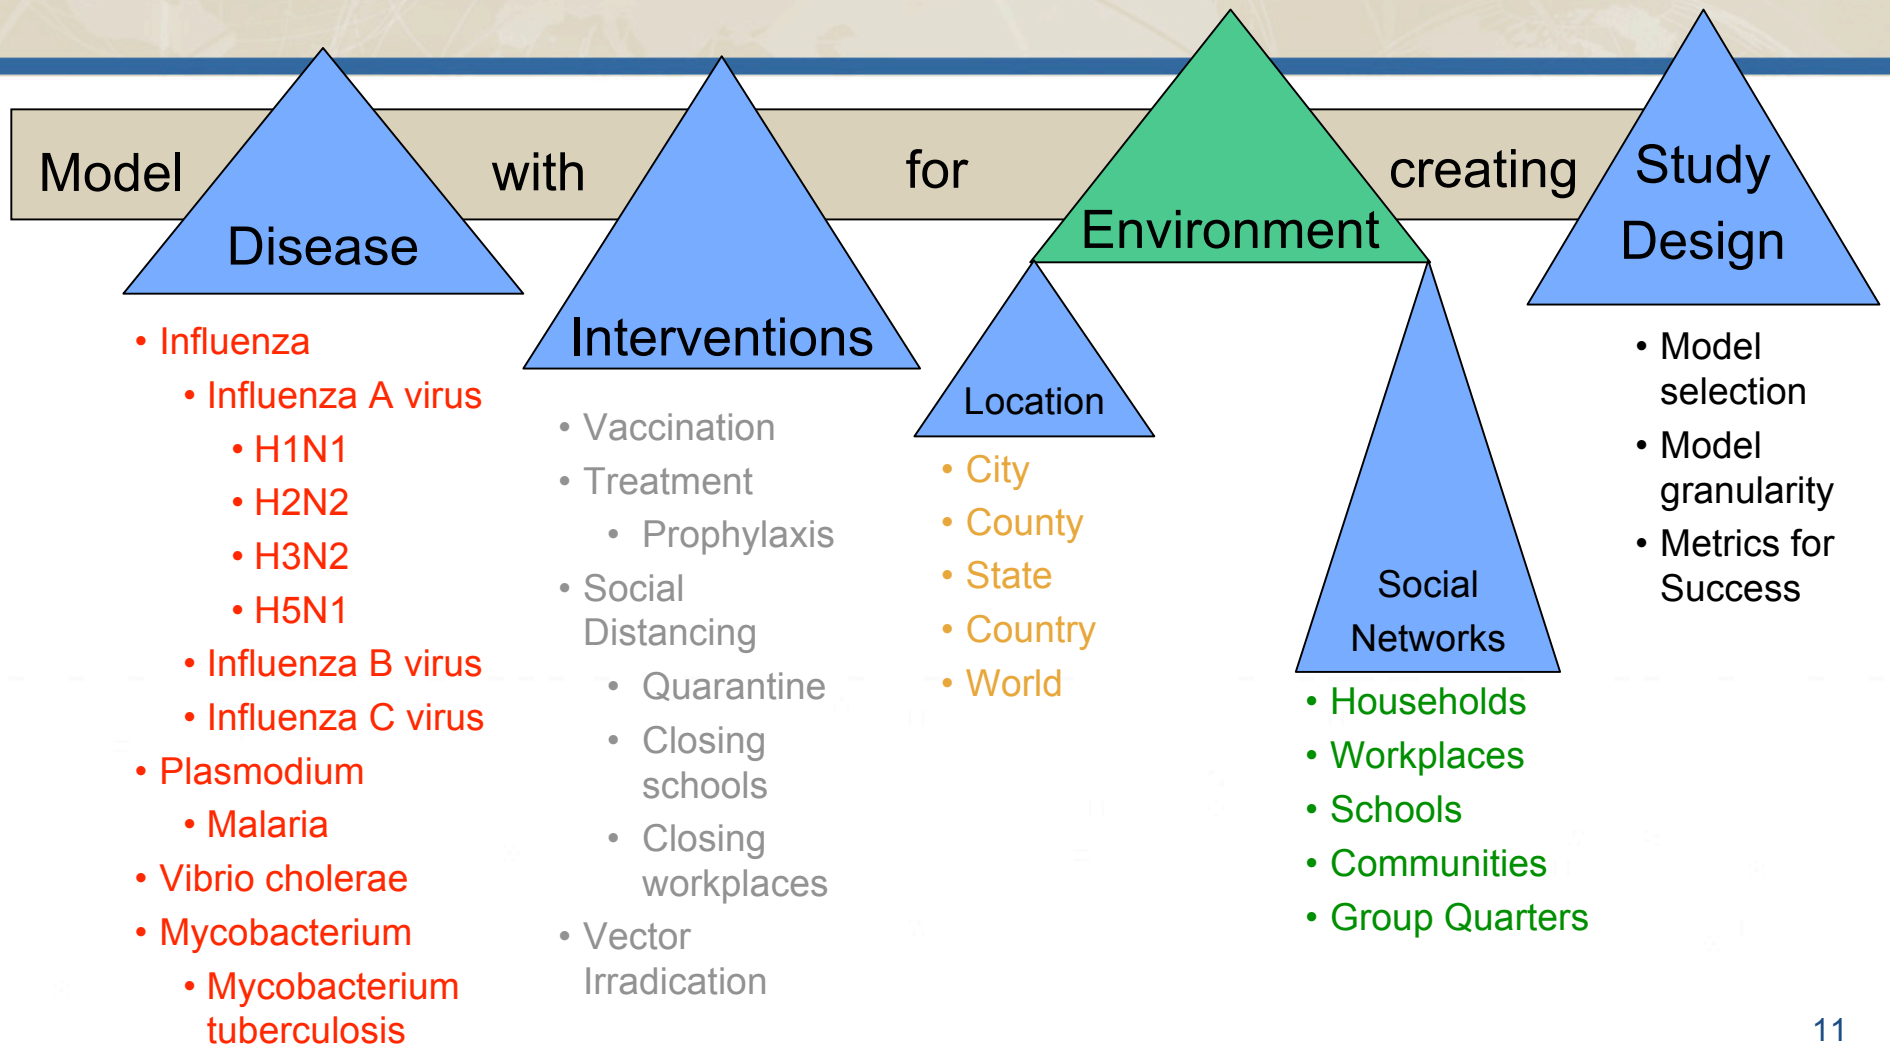 Model
Disease
with
Interventions
for
Environment
creating
Study
Design
• Influenza
• Influenza A virus
• H1N1
• H2N2
• H3N2
• H5N1
• Influenza B virus
• Influenza C virus
• Plasmodium
• Malaria
• Vibrio cholerae
• Mycobacterium
• Mycobacterium
tuberculosis
• Vaccination
• Treatment
• Prophylaxis
• Social
Distancing
• Quarantine
• Closing
schools
• Closing
workplaces
• Vector
Irradication
Location
• City
• County
• State
• Country
• World
Social
Networks
• Households
• Workplaces
• Schools
• Communities
• Group Quarters
• Model
selection
• Model
granularity
• Metrics for
Success
11